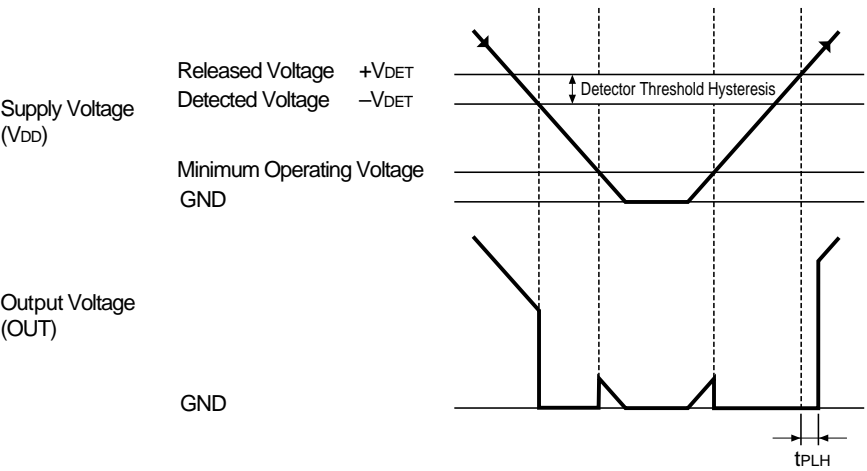 Released Voltage +VDET
Detector Threshold Hysteresis
Detected Voltage –VDET
Supply Voltage
(VDD)
Minimum Operating Voltage
GND
Output Voltage
(OUT)
GND
tPLH